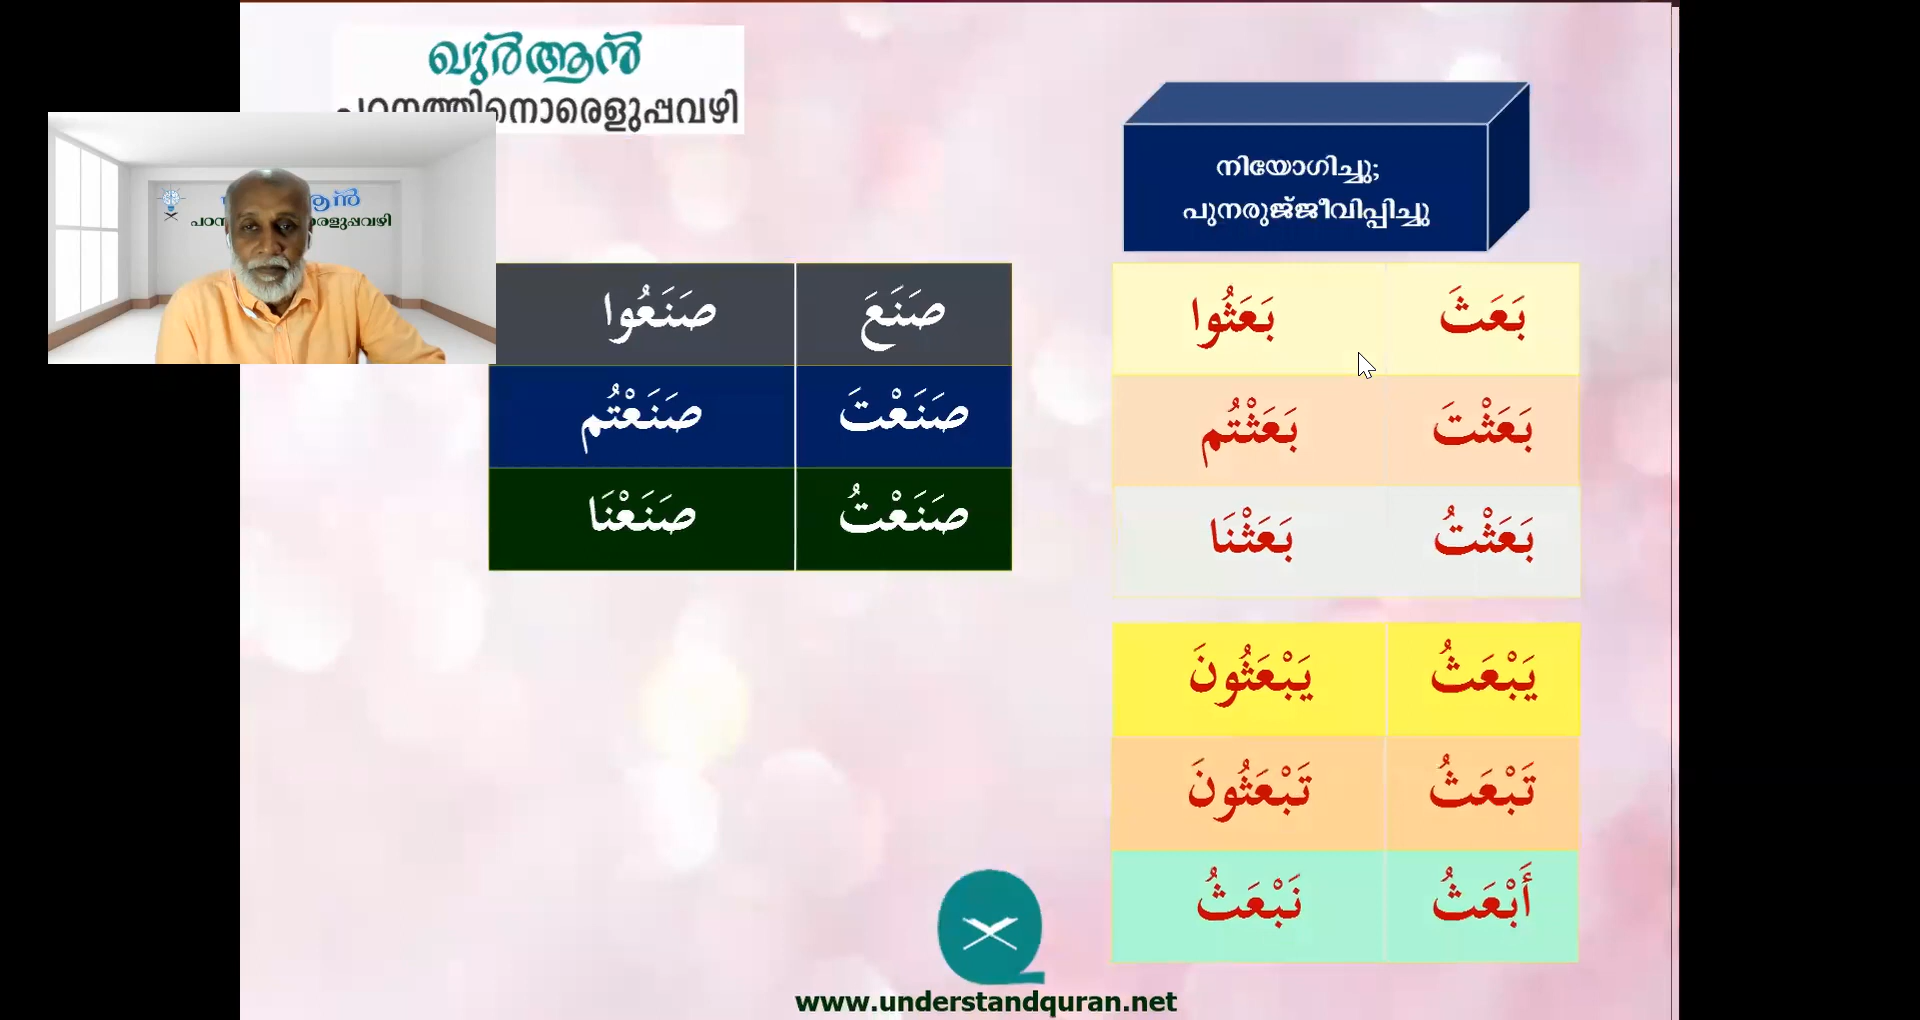 ഖുർആൻ
പഠനത്തിനൊരെളുപ്പവഴി
നിയോഗിച്ചു;
പുനരുജ്ജീവിപ്പിച്ചു
صَنَعَ صَنَعُوا
صَنَعْتَ صَنَعْتُم
صَنَعْتُ صَنَعْنَا
بَعَثَ بَعَثُوا
بَعَثْتَ بَعَثْتُم
بَعَثْتُ بَعَثْنَا
يَبْعَثُ يَبْعَثُونَ
تَبْعَثُ تَبْعَثُونَ
أَبْعَثُ نَبْعَثُ
www.understandquran.net